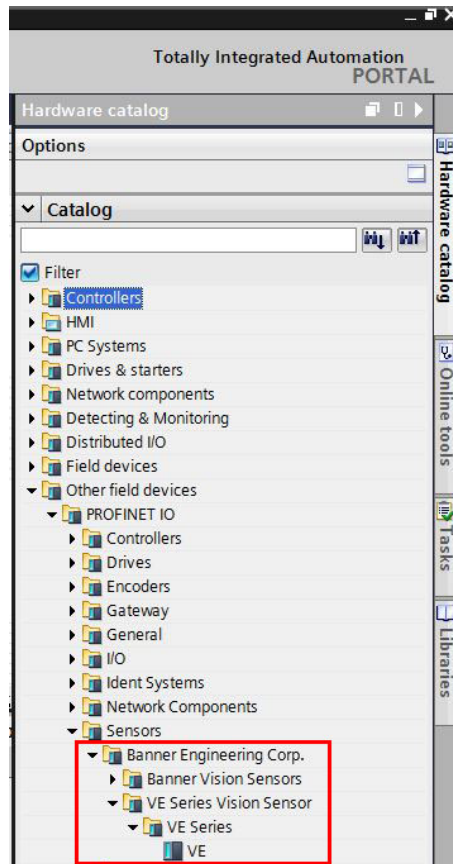 Totally Integrated Automation
PORTAL
Hardware catalog
Options
Catalog
Filter
Controllers
HMI
PC Systems
Drives & starters
Network components
Detecting & Monitoring
Distributed I/O
Field devices
Other field devices
PROFINET IO
Controllers
Drives
Encoders
Gateway
General
I/O
Ident Systems
Network Components
Sensors
Banner Engineering Corp.
Banner Vision Sensors
VE Series Vision Sensor
VE Series
VE
Hardware catalog
Online tools
Tasks
Libraries